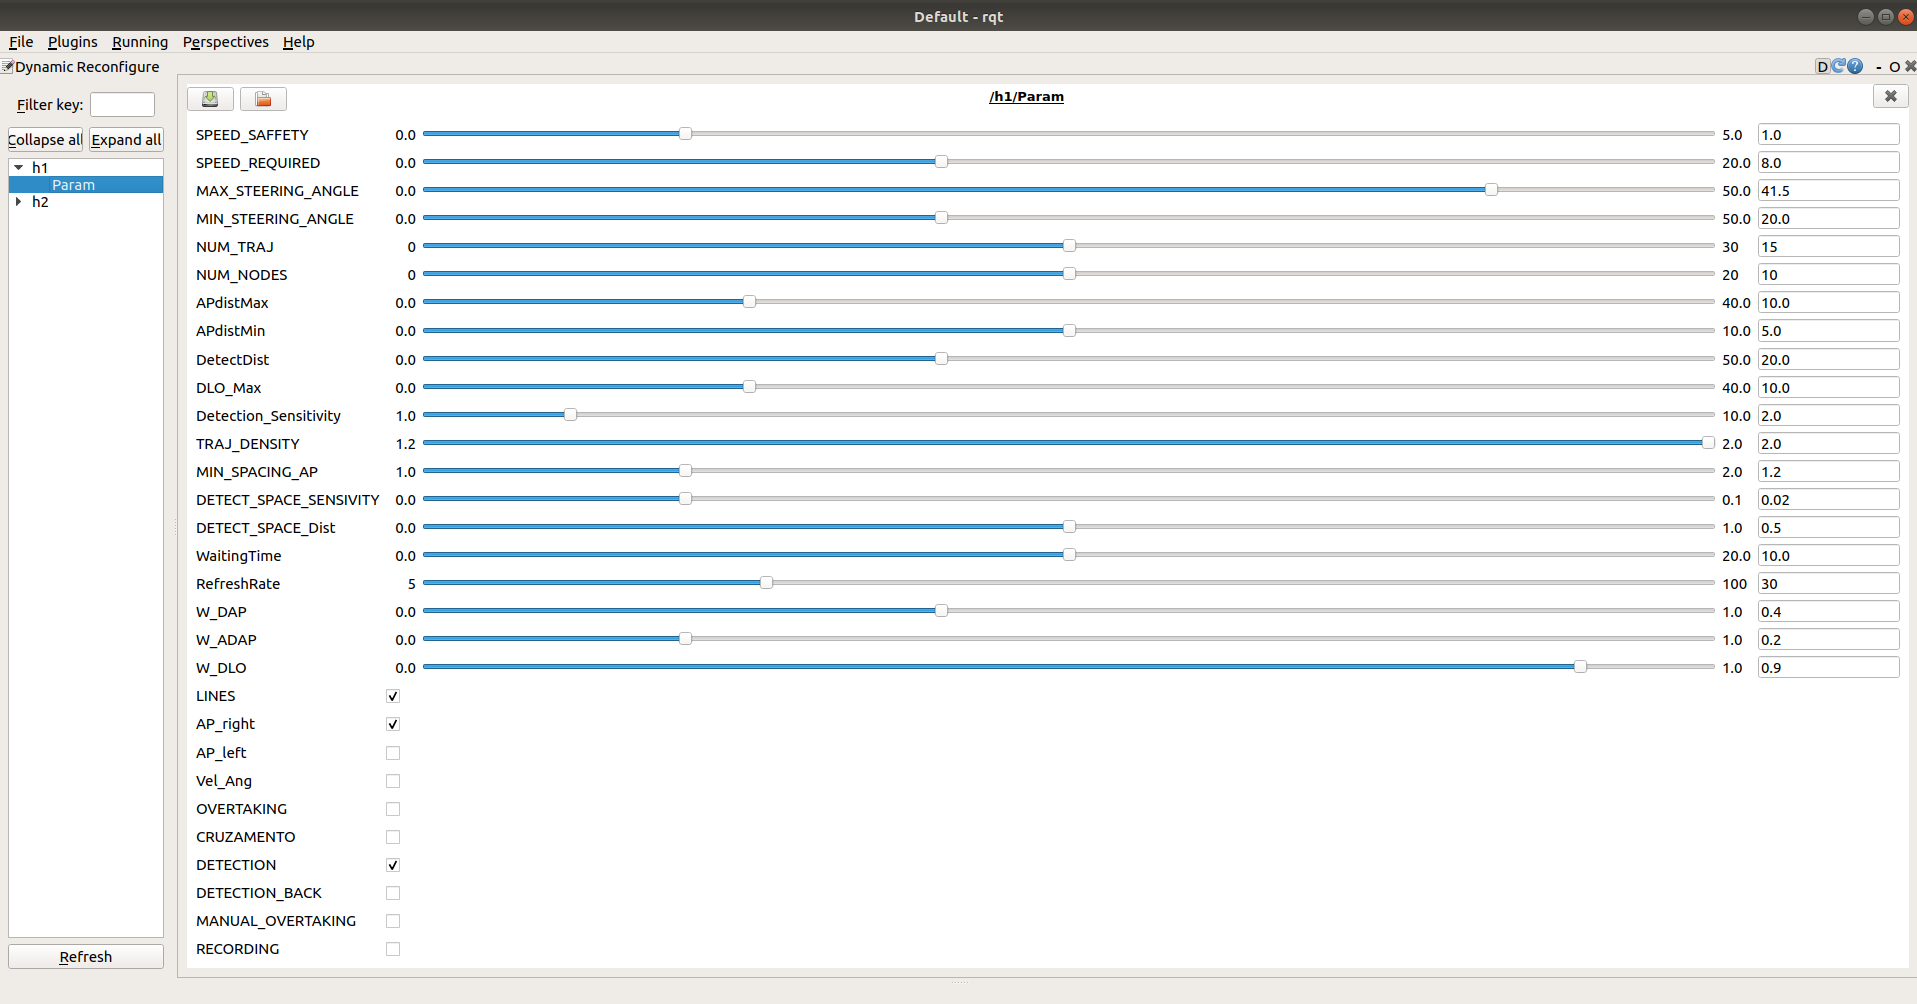 Default - rqt
File Plugins Running Perspectives Help
Dynamic Reconfigure D ? - O
Filter key:
Collapse all Expand all
h1
Param
h2
Refresh
/h1/Param
SPEED_SAFFETY 0.0 5.0 1.0
SPEED_REQUIRED 0.0 20.0 8.0
MAX_STEERING_ANGLE 0.0 50.0 41.5
MIN_STEERING_ANGLE 0.0 50.0 20.0
NUM_TRAJ 0 30 15
NUM_NODES 0 20 10
APdistMax 0.0 40.0 10.0
APdistMin 0.0 10.0 5.0
DetectDist 0.0 50.0 20.0
DLO_Max 0.0 40.0 10.0
Detection_Sensitivity 1.0 10.0 2.0
TRAJ_DENSITY 1.2 2.0 2.0
MIN_SPACING_AP 1.0 2.0 1.2
DETECT_SPACE_SENSIVITY 0.0 0.1 0.02
DETECT_SPACE_Dist 0.0 1.0 0.5
WaitingTime 0.0 20.0 10.0
RefreshRate 5 100 30
W_DAP 0.0 1.0 0.4
W_ADAP 0.0 1.0 0.2
W_DLO 0.0 1.0 0.9
LINES
AP_right
AP_left
Vel_Ang
OVERTAKING
CRUZAMENTO
DETECTION
DETECTION_BACK
MANUAL_OVERTAKING
RECORDING